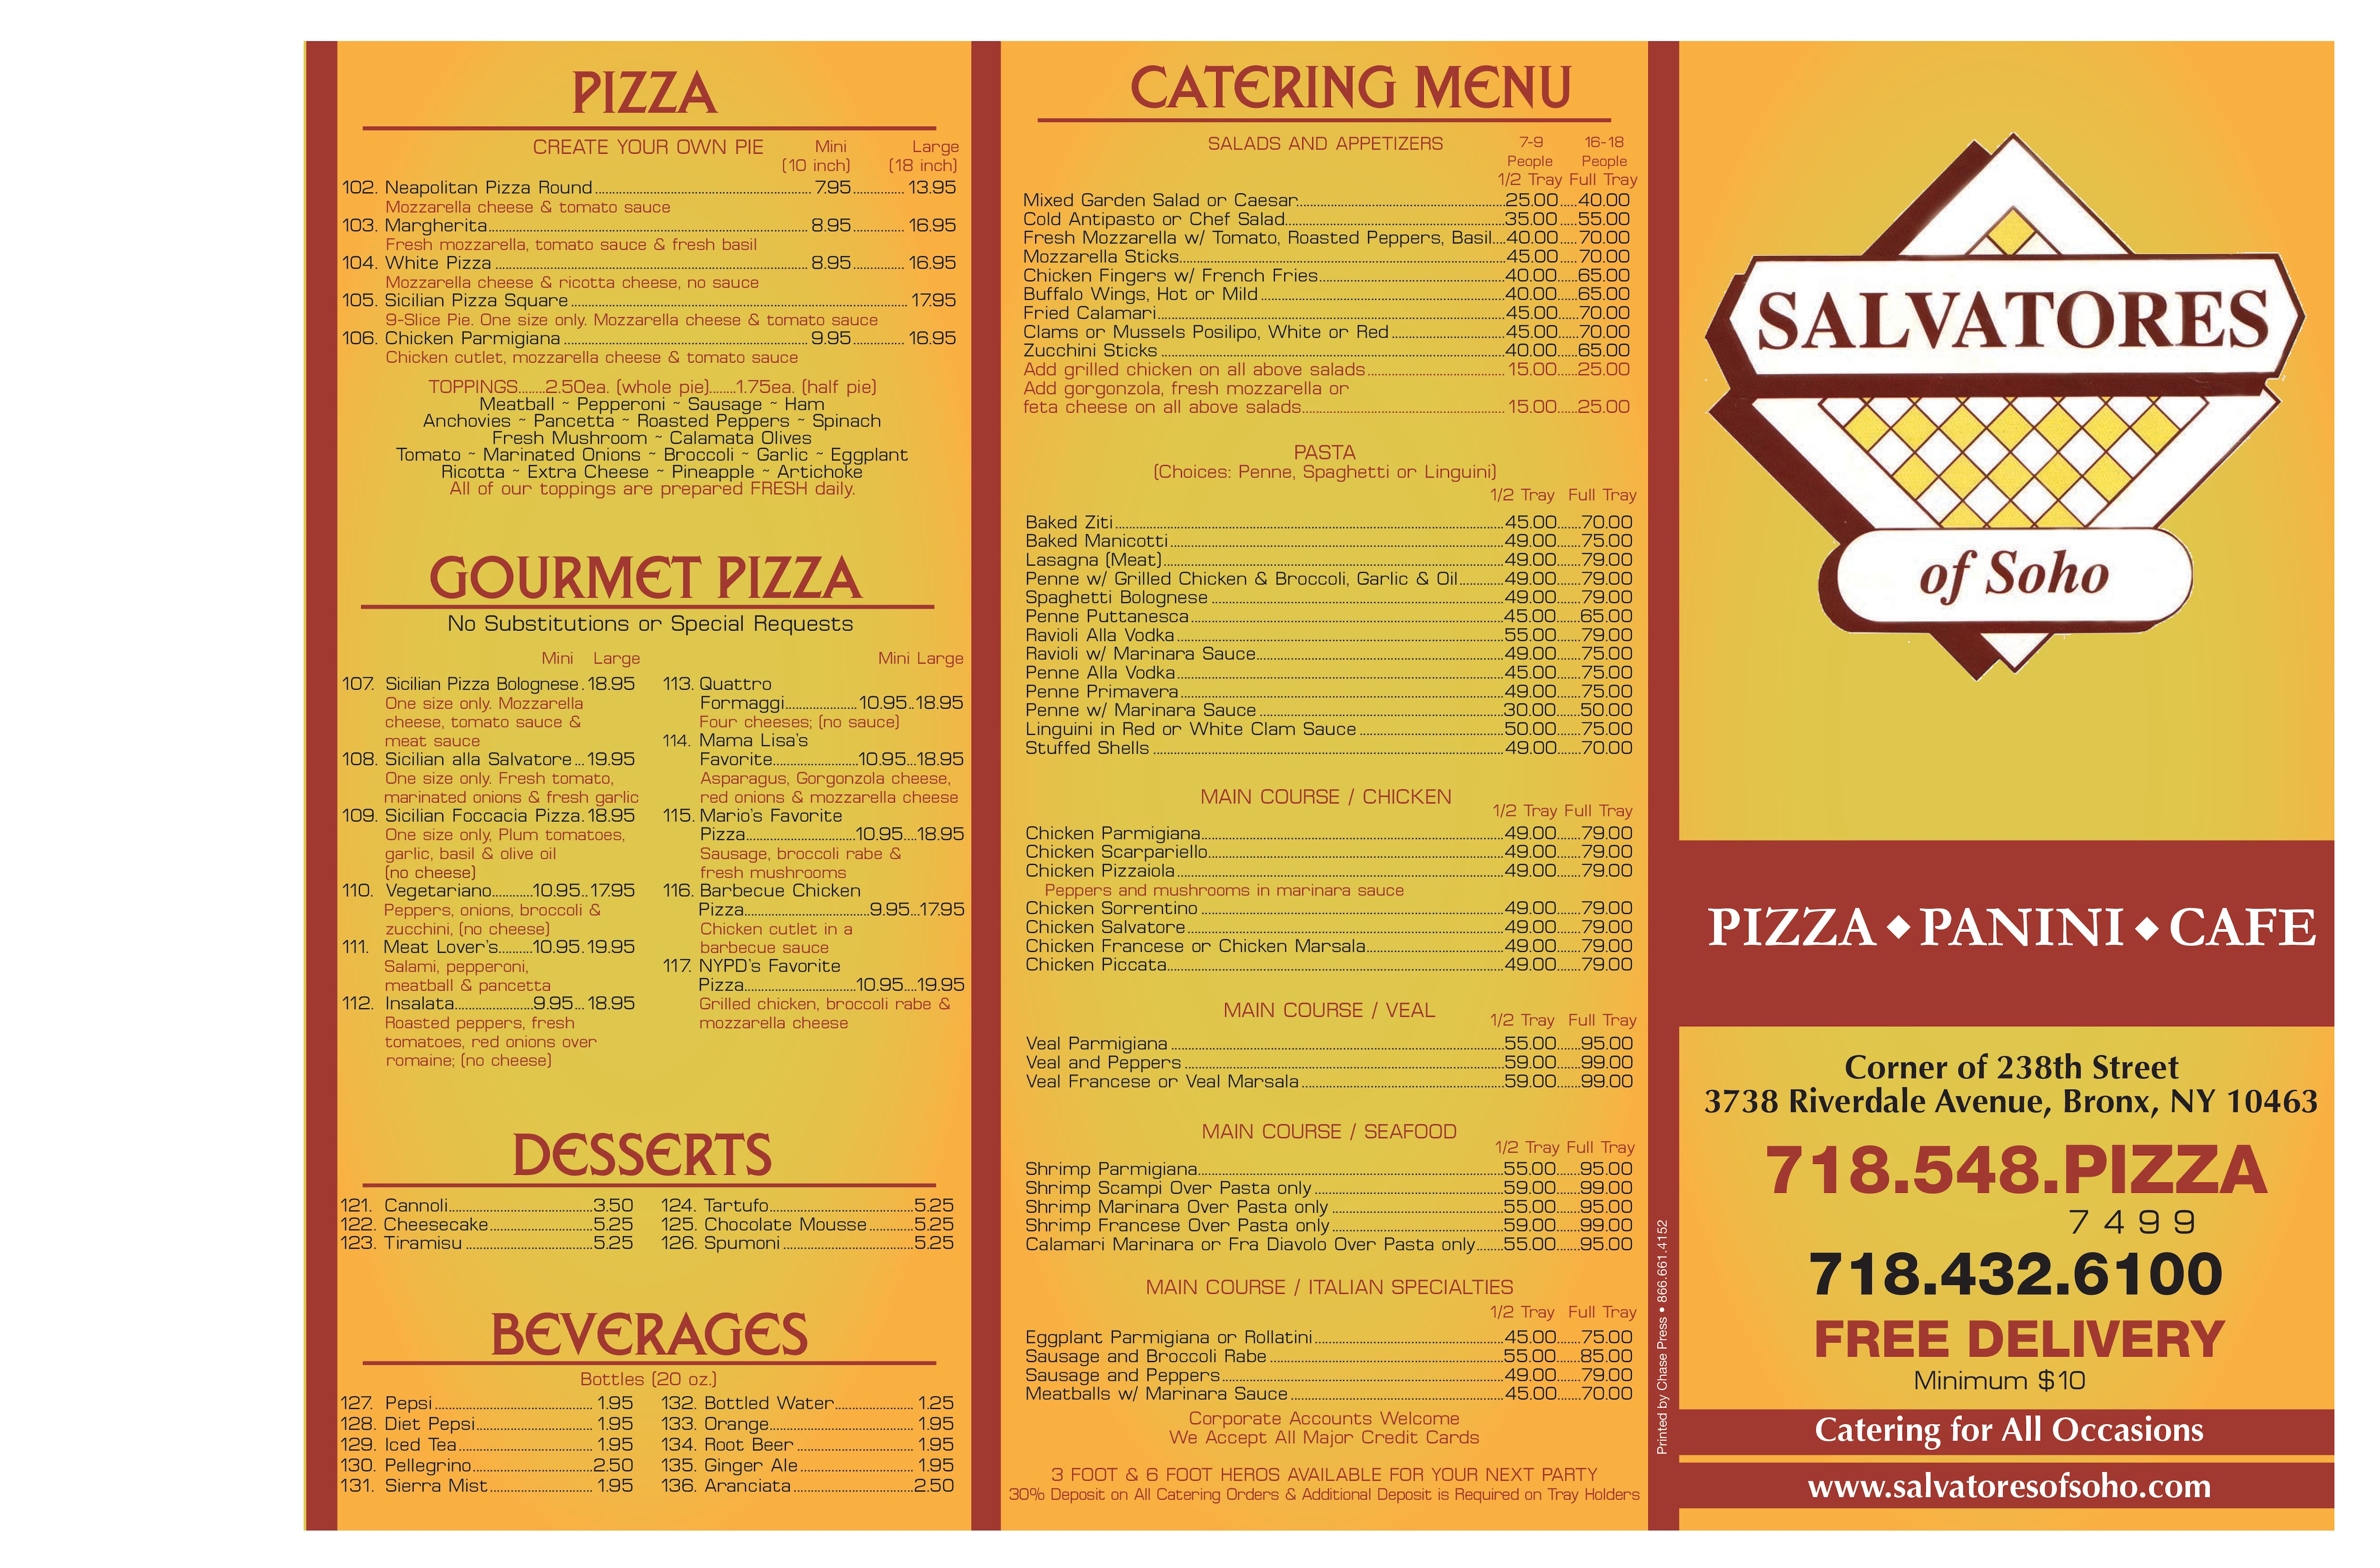 PIZZA
CREATE YOUR OWN PIE Mini Large
(10 inch) (18 inch)
102. Neapolitan Pizza Round 7.95 13.95
Mozzarella cheese & tomato sauce
103. Margherita 8.95 16.95
Fresh mozzarella, tomato sauce & fresh basil
104. White Pizza 8.95 16.95
Mozzarella cheese & ricotta cheese, no sauce
105. Sicilian Pizza Square 17.95
9-Slice Pie. One size only. Mozzarella cheese & tomato sauce
106. Chicken Parmigiana 9.95 16.95
Chicken cutlet, mozzarella cheese & tomato sauce
TOPPINGS........2.50ea. (whole pie)........1.75ea. (half pie)
Meatball ~ Pepperoni ~ Sausage ~ Ham
Anchovies ~ Pancetta ~ Roasted Peppers ~ Spinach
Fresh Mushroom ~ Calamata Olives
Tomato ~ Marinated Onions ~ Broccoli ~ Garlic ~ Eggplant
Ricotta ~ Extra Cheese ~ Pineapple ~ Artichoke
All of our toppings are prepared FRESH daily.
GOURMET PIZZA
No Substitutions or Special Requests
Mini Large
107. Sicilian Pizza Bolognese. 18.95
One size only. Mozzarella
cheese, tomato sauce &
meat sauce
108. Sicilian alla Salvatore ... 19.95
One size only. Fresh tomato,
marinated onions & fresh garlic
109. Sicilian Foccacia Pizza. 18.95
One size only, Plum tomatoes,
garlic, basil & olive oil
(no cheese)
110. Vegetariano 10.95 17.95
Peppers, onions, broccoli &
zucchini, (no cheese)
111. Meat Lover's 10.95 19.95
Salami, pepperoni,
meatball & pancetta
112. Insalata 9.95 18.95
Roasted peppers, fresh
tomatoes, red onions over
romaine; (no cheese)
Mini Large
113. Quattro
Formaggi 10.95 18.95
Four cheeses; (no sauce)
114. Mama Lisa's
Favorite 10.95 18.95
Asparagus, Gorgonzola cheese,
red onions & mozzarella cheese
115. Mario's Favorite
Pizza 10.95 18.95
Sausage, broccoli rabe &
fresh mushrooms
116. Barbecue Chicken
Pizza 9.95 17.95
Chicken cutlet in a
barbecue sauce
117. NYPD's Favorite
Pizza 10.95 19.95
Grilled chicken, broccoli rabe &
mozzarella cheese
DESSERTS
121. Cannoli 3.50
122. Cheesecake 5.25
123. Tiramisu 5.25
124. Tartufo 5.25
125. Chocolate Mousse 5.25
126. Spumoni 5.25
BEVERAGES
Bottles (20 oz.)
127. Pepsi 1.95
128. Diet Pepsi 1.95
129. Iced Tea 1.95
130. Pellegrino 2.50
131. Sierra Mist 1.95
132. Bottled Water 1.25
133. Orange 1.95
134. Root Beer 1.95
135. Ginger Ale 1.95
136. Aranciata 2.50
CATERING MENU
SALADS AND APPETIZERS 7-9 16-18
People People
1/2 Tray Full Tray
Mixed Garden Salad or Caesar 25.00 40.00
Cold Antipasto or Chef Salad 35.00 55.00
Fresh Mozzarella w/ Tomato, Roasted Peppers, Basil 40.00 70.00
Mozzarella Sticks 45.00 70.00
Chicken Fingers w/ French Fries 40.00 65.00
Buffalo Wings, Hot or Mild 40.00 65.00
Fried Calamari 45.00 70.00
Clams or Mussels Posilipo, White or Red 45.00 70.00
Zucchini Sticks 40.00 65.00
Add grilled chicken on all above salads 15.00 25.00
Add gorgonzola, fresh mozzarella or
feta cheese on all above salads 15.00 25.00
PASTA
(Choices: Penne, Spaghetti or Linguini)
1/2 Tray Full Tray
Baked Ziti 45.00 70.00
Baked Manicotti 49.00 75.00
Lasagna (Meat) 49.00 79.00
Penne w/ Grilled Chicken & Broccoli, Garlic & Oil 49.00 79.00
Spaghetti Bolognese 49.00 79.00
Penne Puttanesca 45.00 65.00
Ravioli Alla Vodka 55.00 79.00
Ravioli w/ Marinara Sauce 49.00 75.00
Penne Alla Vodka 45.00 75.00
Penne Primavera 49.00 75.00
Penne w/ Marinara Sauce 30.00 50.00
Linguini in Red or White Clam Sauce 50.00 75.00
Stuffed Shells 49.00 70.00
MAIN COURSE / CHICKEN
1/2 Tray Full Tray
Chicken Parmigiana 49.00 79.00
Chicken Scarpariello 49.00 79.00
Chicken Pizzaiola 49.00 79.00
Peppers and mushrooms in marinara sauce
Chicken Sorrentino 49.00 79.00
Chicken Salvatore 49.00 79.00
Chicken Francese or Chicken Marsala 49.00 79.00
Chicken Piccata 49.00 79.00
MAIN COURSE / VEAL
1/2 Tray Full Tray
Veal Parmigiana 55.00 95.00
Veal and Peppers 59.00 99.00
Veal Francese or Veal Marsala 59.00 99.00
MAIN COURSE / SEAFOOD
1/2 Tray Full Tray
Shrimp Parmigiana 55.00 95.00
Shrimp Scampi Over Pasta only 59.00 99.00
Shrimp Marinara Over Pasta only 55.00 95.00
Shrimp Francese Over Pasta only 59.00 99.00
Calamari Marinara or Fra Diavolo Over Pasta only 55.00 95.00
MAIN COURSE / ITALIAN SPECIALTIES
1/2 Tray Full Tray
Eggplant Parmigiana or Rollatini 45.00 75.00
Sausage and Broccoli Rabe 55.00 85.00
Sausage and Peppers 49.00 79.00
Meatballs w/ Marinara Sauce 45.00 70.00
Corporate Accounts Welcome
We Accept All Major Credit Cards
3 FOOT & 6 FOOT HEROS AVAILABLE FOR YOUR NEXT PARTY
30% Deposit on All Catering Orders & Additional Deposit is Required on Tray Holders
Printed by Chase Press • 866.661.4152
SALVATORES
of Soho
PIZZA ◆ PANINI ◆ CAFE
Corner of 238th Street
3738 Riverdale Avenue, Bronx, NY 10463
718.548.PIZZA
7 4 9 9
718.432.6100
FREE DELIVERY
Minimum $10
Catering for All Occasions
www.salvatoresofsoho.com